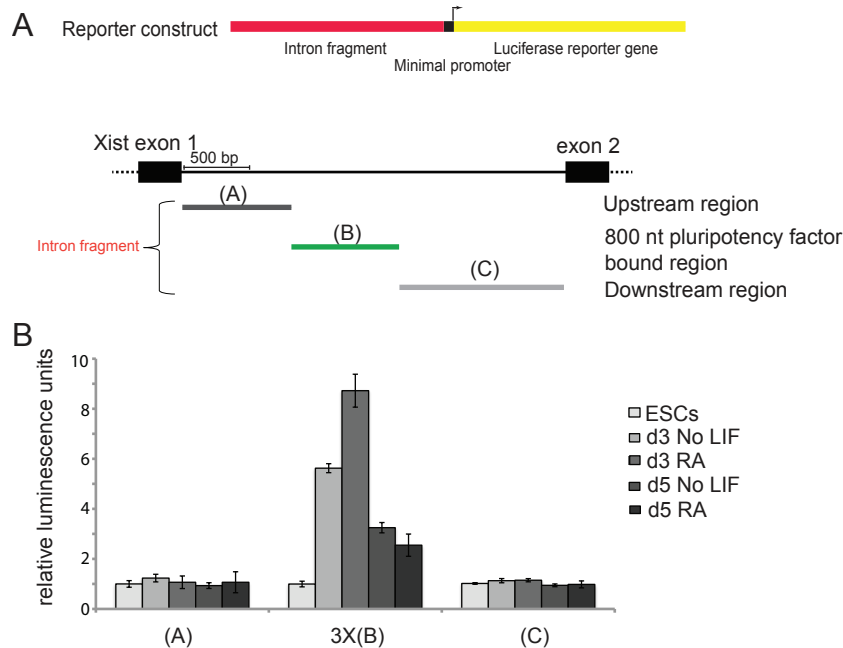 A
Reporter construct
Intron fragment
Luciferase reporter gene
Minimal promoter
Xist exon 1
500 bp
exon 2
(A)
Upstream region
Intron fragment
(B)
800 nt pluripotency factor
bound region
(C)
Downstream region
B
relative luminescence units
10
8
6
4
2
0
(A)
3X(B)
(C)
ESCs
d3 No LIF
d3 RA
d5 No LIF
d5 RA